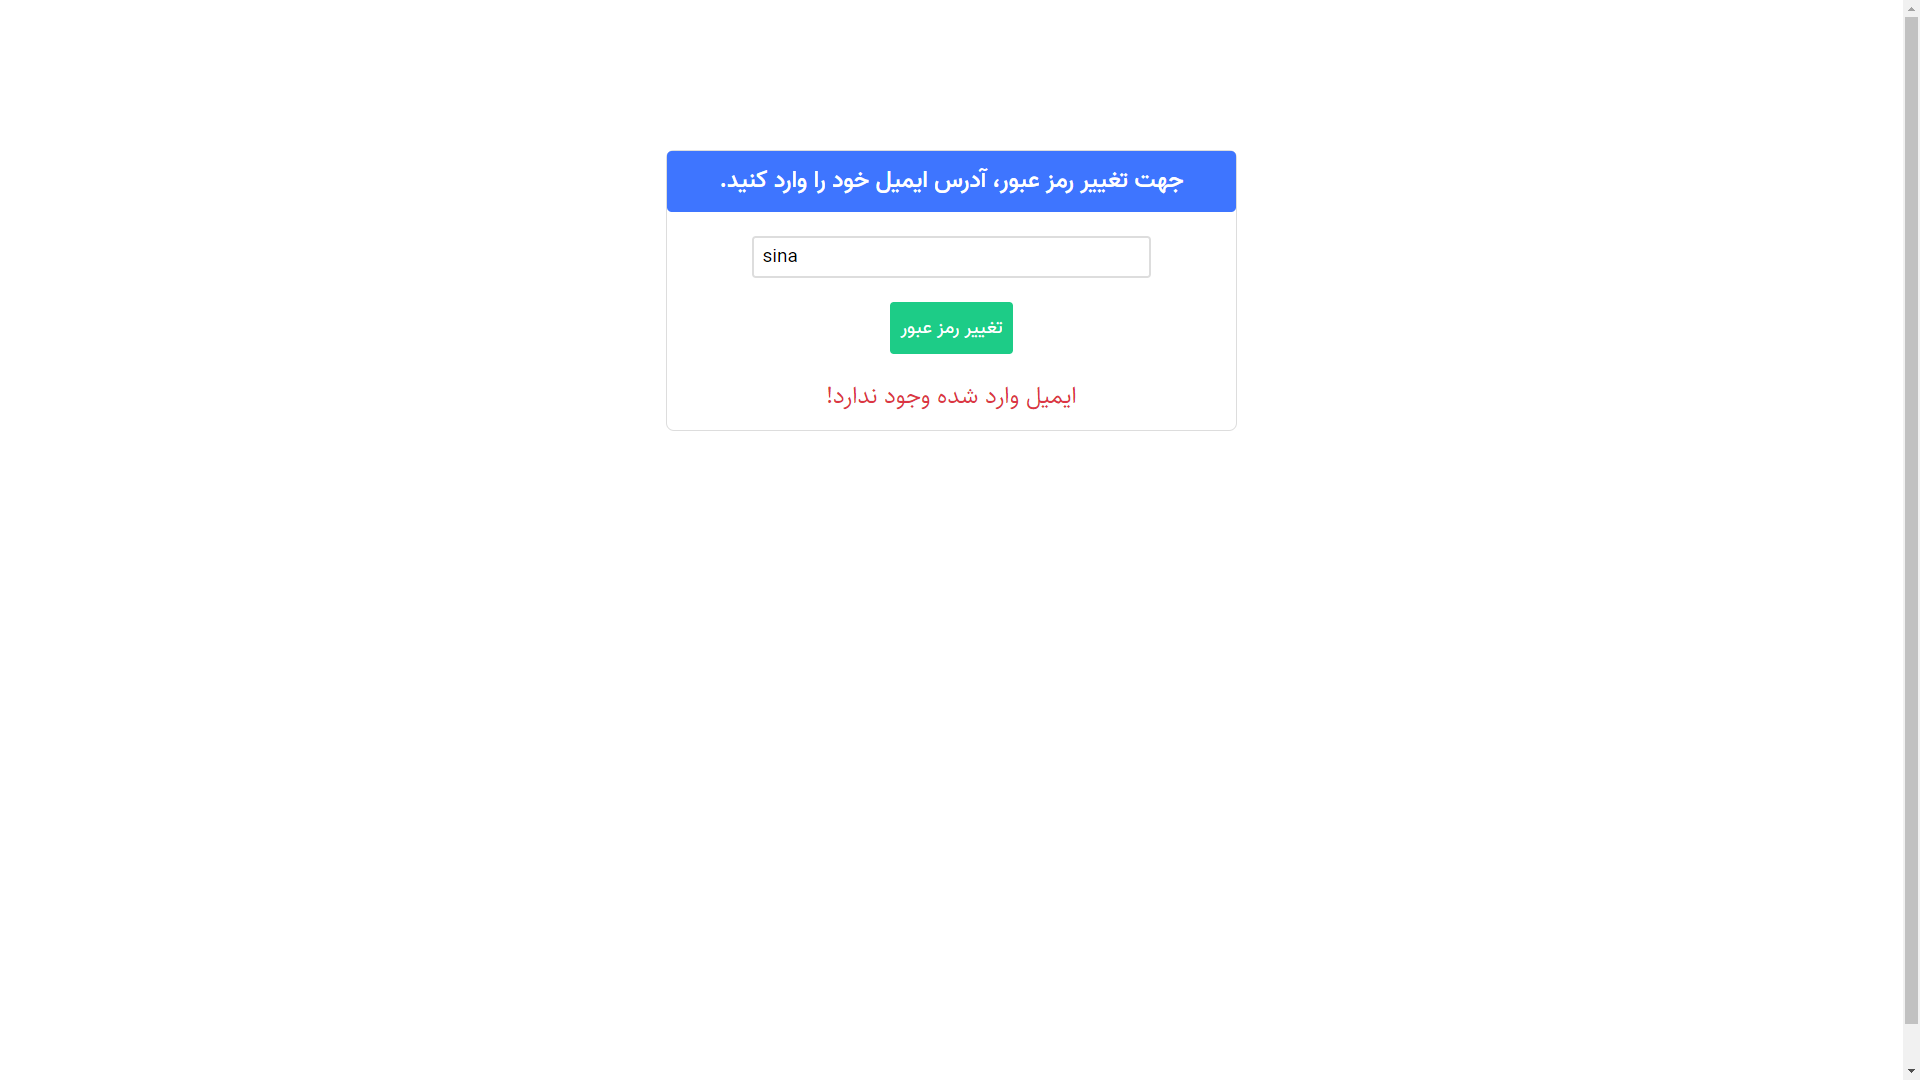 جهت تغییر رمز عبور، آدرس ایمیل خود را وارد کنید.
sina
تغییر رمز عبور
ایمیل وارد شده وجود ندارد!